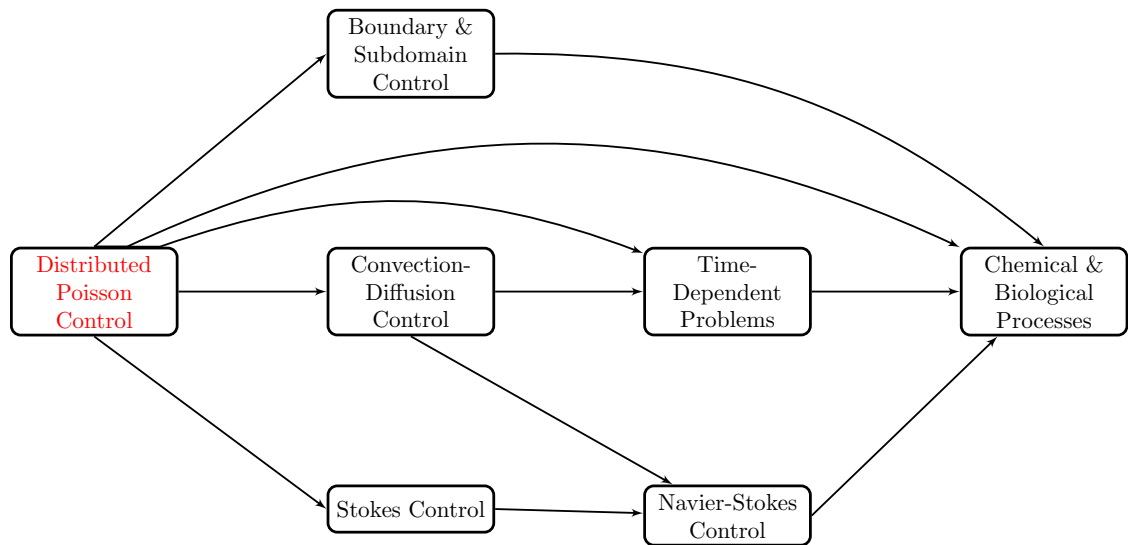 Boundary &
Subdomain
Control
Distributed
Poisson
Control
Convection-
Diffusion
Control
Time-
Dependent
Problems
Chemical &
Biological
Processes
Stokes Control
Navier-Stokes
Control